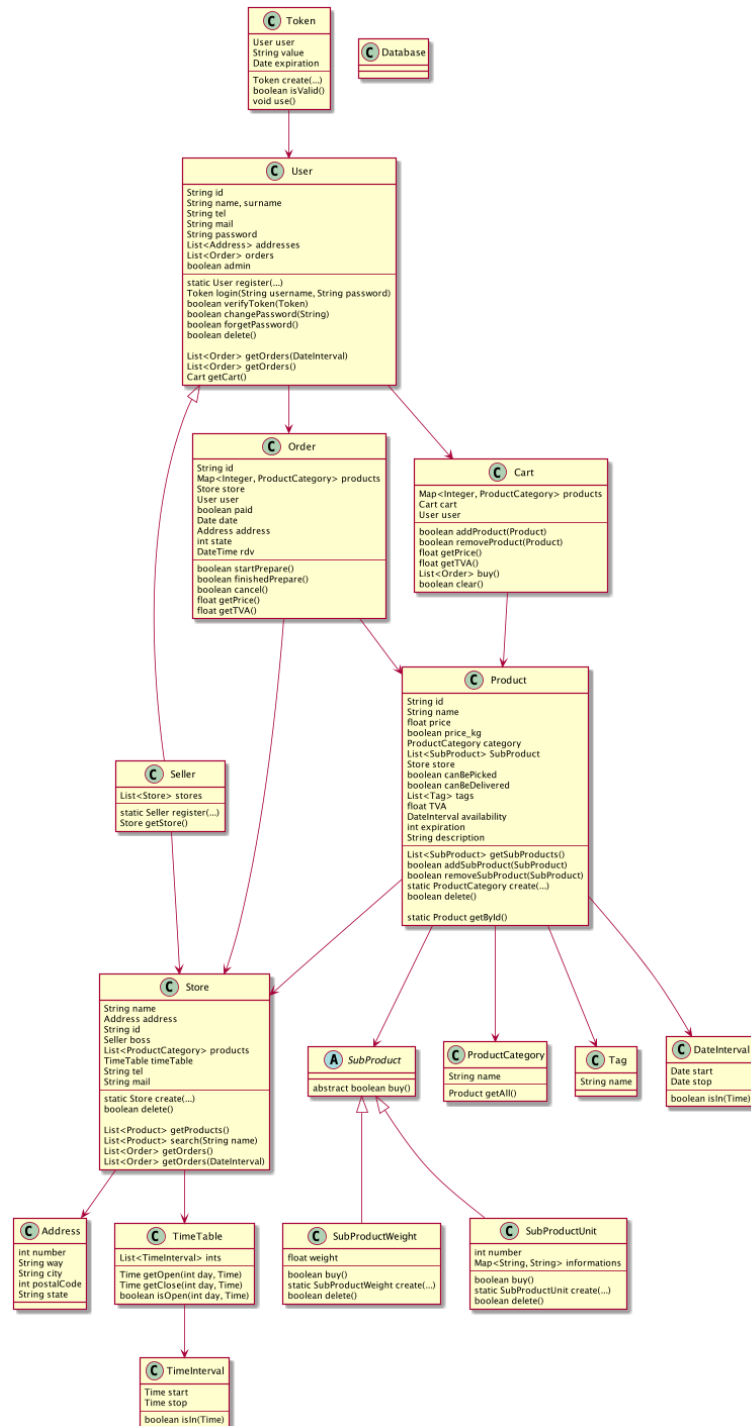 C Token
User user
String value
Date expiration
Token create(...)
boolean isValid()
void use()
C Database
C User
String id
String name, surname
String tel
String mail
String password
List<Address> addresses
List<Order> orders
boolean admin
static User register(...)
Token login(String username, String password)
boolean verifyToken(Token)
boolean changePassword(String)
boolean forgetPassword()
boolean delete()
List<Order> getOrders(DateInterval)
List<Order> getOrders()
Cart getCart()
C Order
String id
Map<Integer, ProductCategory> products
Store store
User user
boolean paid
Date date
Address address
int state
DateTime rdv
boolean startPrepare()
boolean finishedPrepare()
boolean cancel()
float getPrice()
float getTVA()
C Cart
Map<Integer, ProductCategory> products
Cart cart
User user
boolean addProduct(Product)
boolean removeProduct(Product)
float getPrice()
float getTVA()
List<Order> buy()
boolean clear()
C Product
String id
String name
float price
boolean price_kg
ProductCategory category
List<SubProduct> SubProduct
Store store
boolean canBePicked
boolean canBeDelivered
List<Tag> tags
float TVA
DateInterval availability
int expiration
String description
List<SubProduct> getSubProducts()
boolean addSubProduct(SubProduct)
boolean removeSubProduct(SubProduct)
static ProductCategory create(...)
boolean delete()
static Product getById()
C Seller
List<Store> stores
static Seller register(...)
Store getStore()
C Store
String name
Address address
String id
Seller boss
List<ProductCategory> products
TimeTable timeTable
String tel
String mail
static Store create(...)
boolean delete()
List<Product> getProducts()
List<Product> search(String name)
List<Order> getOrders()
List<Order> getOrders(DateInterval)
A SubProduct
abstract boolean buy()
C ProductCategory
String name
Product getAll()
C Tag
String name
C DateInterval
Date start
Date stop
boolean isIn(Time)
C Address
int number
String way
String city
int postalCode
String state
C TimeTable
List<TimeInterval> ints
Time getOpen(int day, Time)
Time getClose(int day, Time)
boolean isOpen(int day, Time)
C SubProductWeight
float weight
boolean buy()
static SubProductWeight create(...)
boolean delete()
C SubProductUnit
int number
Map<String, String> informations
boolean buy()
static SubProductUnit create(...)
boolean delete()
C TimeInterval
Time start
Time stop
boolean isIn(Time)